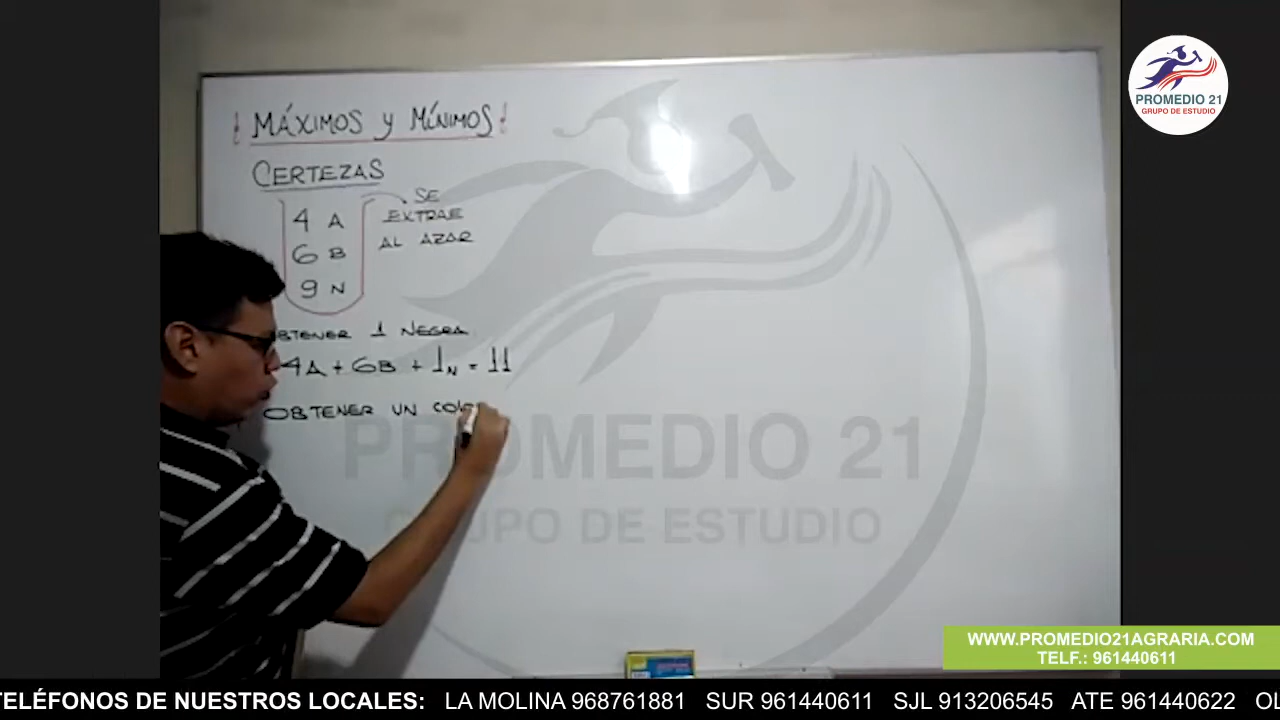 ¡MÁXIMOS y MÍNIMOS!
CERTEZAS
4 A
6 B
9 N
SE
EXTRAE
AL AZAR
OBTENER 1 NEGRA
4A + 6B + 1N = 11
OBTENER UN COLO
PROMEDIO 21
GRUPO DE ESTUDIO
PROMEDIO 21
GRUPO DE ESTUDIO
WWW.PROMEDIO21AGRARIA.COM
TELF.: 961440611
TELÉFONOS DE NUESTROS LOCALES: LA MOLINA 968761881 SUR 961440611 SJL 913206545 ATE 961440622 OL